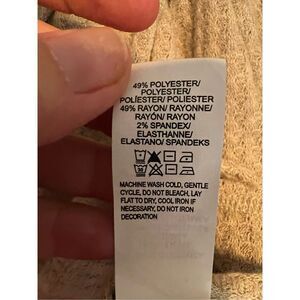 49% POLYESTER/
POLYESTER/
POLIÉSTER/ POLIESTER
49% RAYON/ RAYONNE/
RAYÓN/ RAYON
2% SPANDEX/
ELASTHANNE/
ELASTANO/ SPANDEKS
MACHINE WASH COLD, GENTLE
CYCLE, DO NOT BLEACH, LAY
FLAT TO DRY, COOL IRON IF
NECESSARY, DO NOT IRON
DECORATION